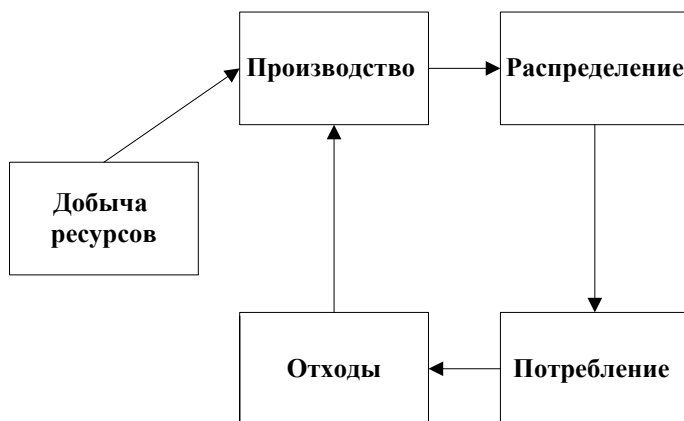 Производство
Распределение
Добыча
ресурсов
Отходы
Потребление